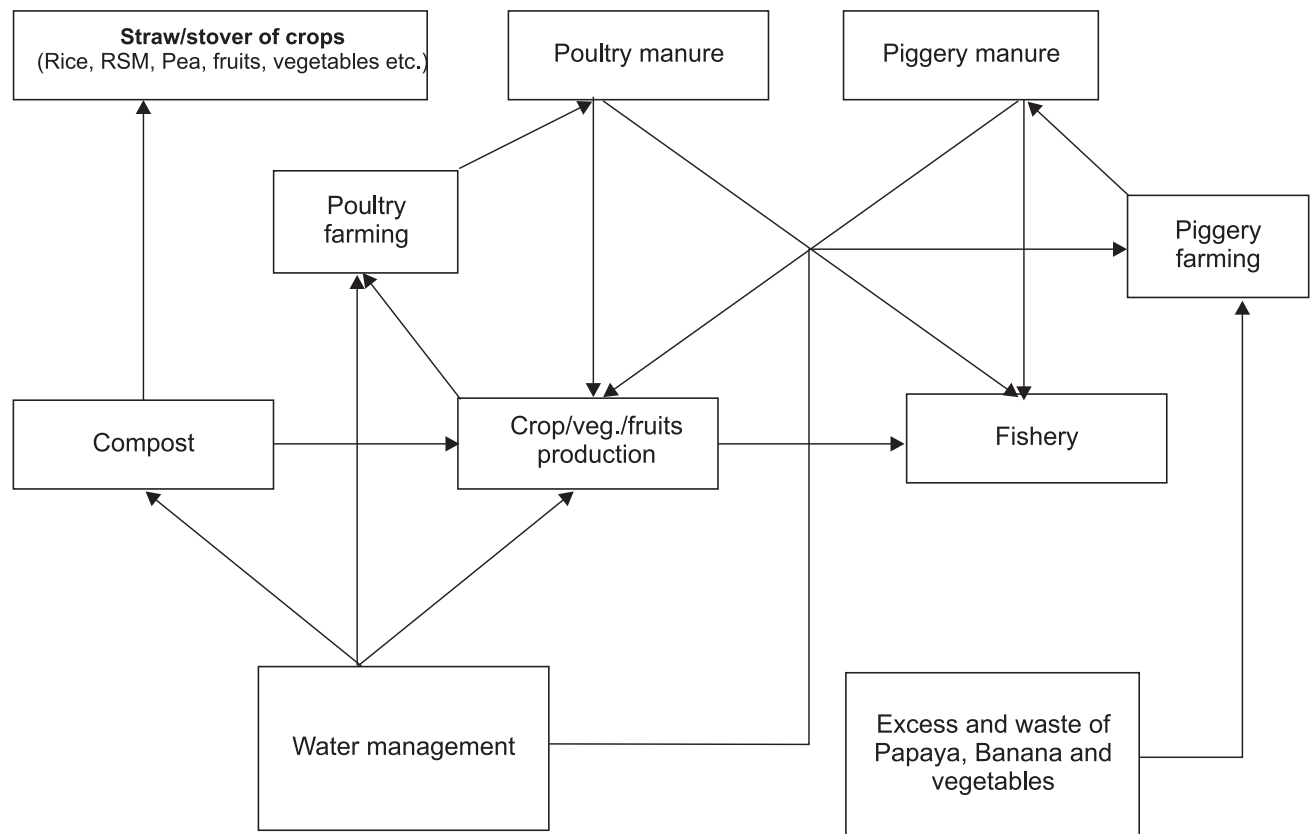 Straw/stover of crops
(Rice, RSM, Pea, fruits, vegetables etc.)
Poultry manure
Piggery manure
Poultry
farming
Piggery
farming
Compost
Crop/veg./fruits
production
Fishery
Water management
Excess and waste of
Papaya, Banana and
vegetables